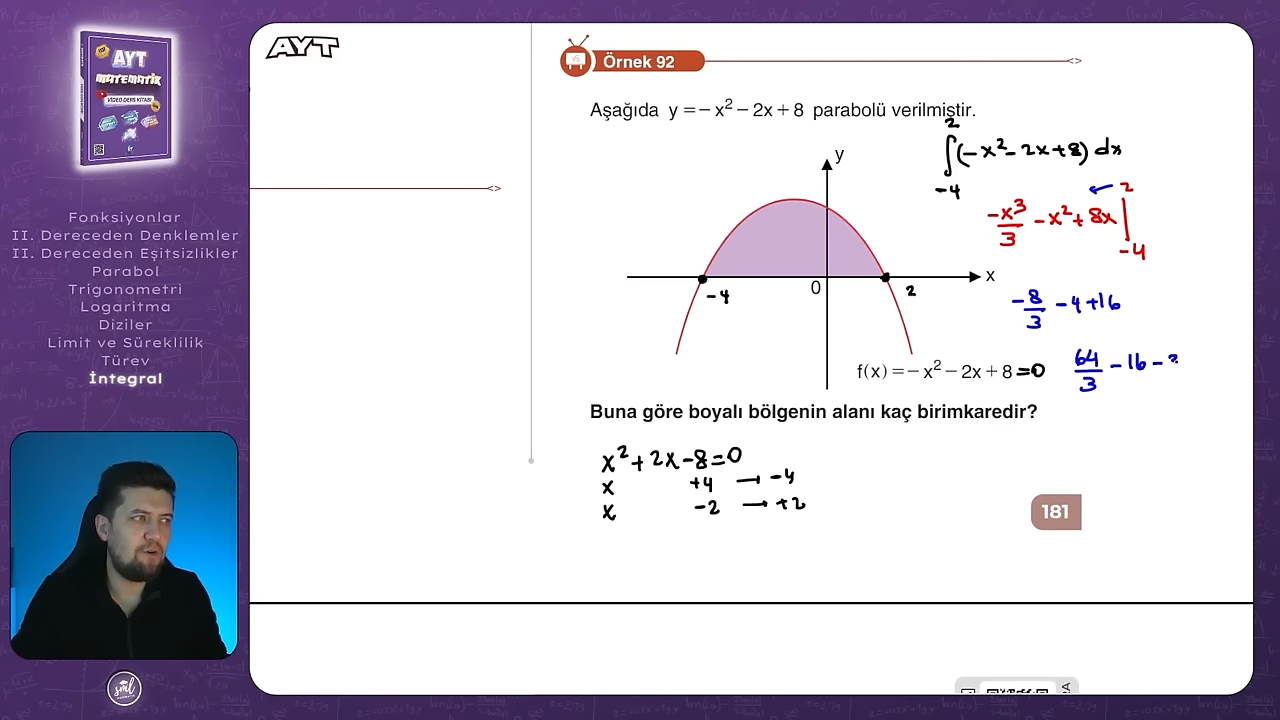 AYT
AYT
MATEMATİK
VİDEO DERS KİTABI
Fonksiyonlar
II. Dereceden Denklemler
II. Dereceden Eşitsizlikler
Parabol
Trigonometri
Logaritma
Diziler
Limit ve Süreklilik
Türev
İntegral
sml
Örnek 92
Aşağıda y = – x² – 2x + 8 parabolü verilmiştir.
y
x
0
-4
2
f(x) = – x² – 2x + 8 =0
Buna göre boyalı bölgenin alanı kaç birimkaredir?
x²+2x-8=0
x +4 → -4
x -2 → +2
2
∫(-x²-2x+8) dx
-4
← 2
-x³/3 -x²+8x|
-4
-8/3 -4+16
64/3 -16-
181